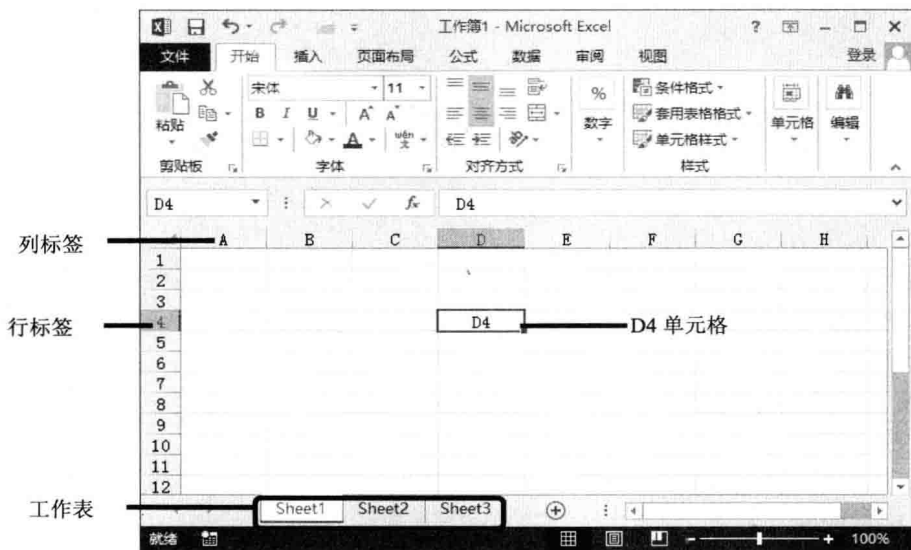 工作簿1 - Microsoft Excel
文件 开始 插入 页面布局 公式 数据 审阅 视图 登录
宋体 11
B I U A A
粘贴
A wén 文
% 数字
条件格式
套用表格格式
单元格样式
单元格 编辑
剪贴板 字体 对齐方式 样式
D4 fx D4
列标签 A B C D E F G H
1
2
3
行标签 4 D4 D4 单元格
5
6
7
8
9
10
11
12
工作表 Sheet1 Sheet2 Sheet3
就绪 100%